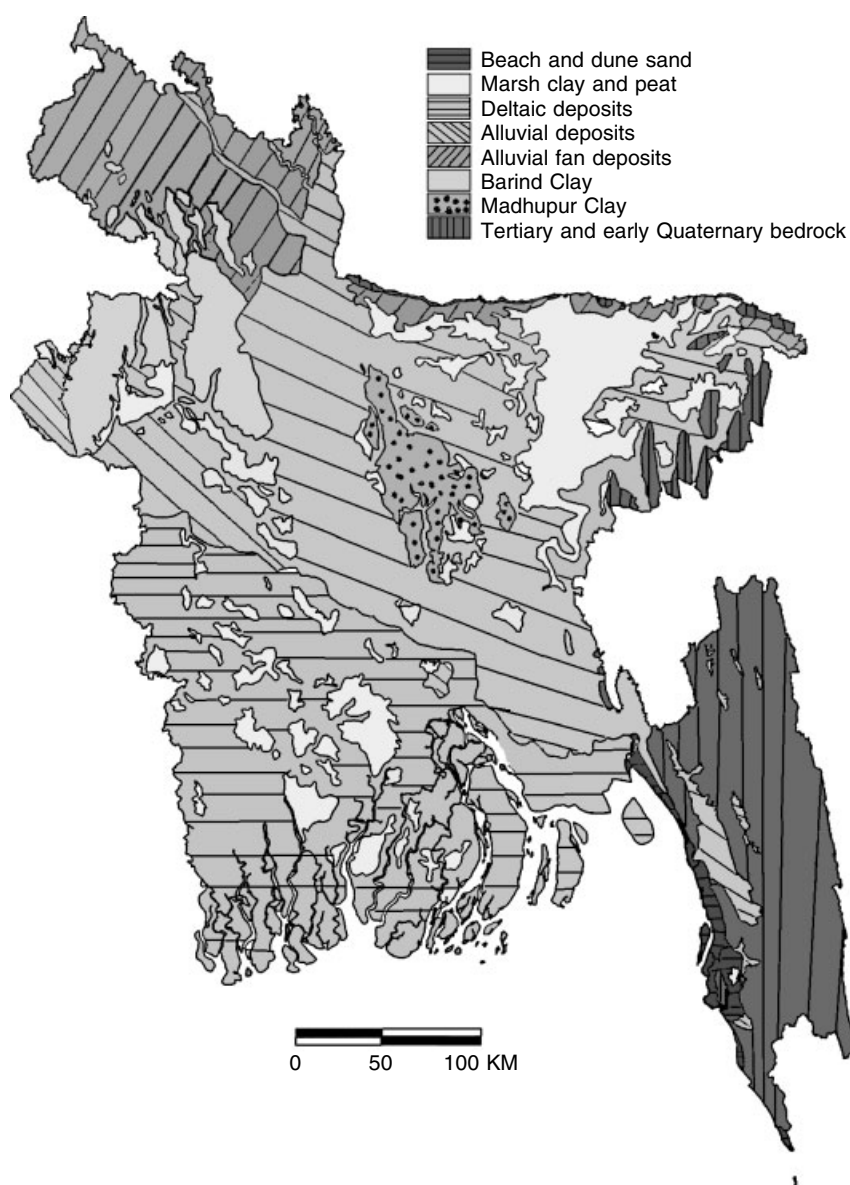 Beach and dune sand
Marsh clay and peat
Deltaic deposits
Alluvial deposits
Alluvial fan deposits
Barind Clay
Madhupur Clay
Tertiary and early Quaternary bedrock
0 50 100 KM